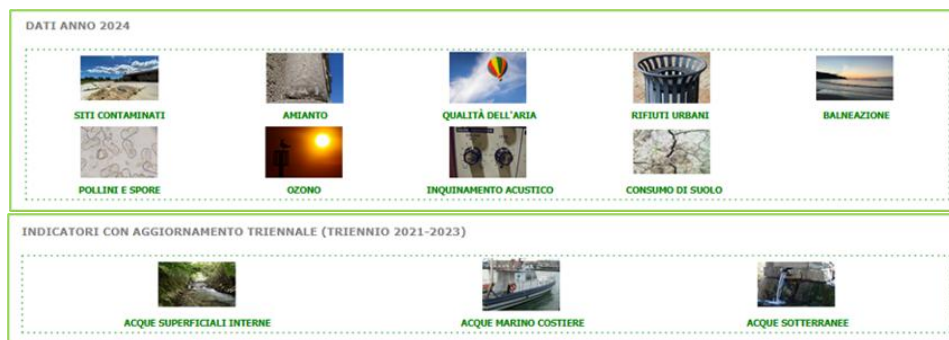 DATI ANNO 2024
SITI CONTAMINATI
AMIANTO
QUALITÀ DELL'ARIA
RIFIUTI URBANI
BALNEAZIONE
POLLINI E SPORE
OZONO
INQUINAMENTO ACUSTICO
CONSUMO DI SUOLO
INDICATORI CON AGGIORNAMENTO TRIENNALE (TRIENNIO 2021-2023)
ACQUE SUPERFICIALI INTERNE
ACQUE MARINO COSTIERE
ACQUE SOTTERRANEE